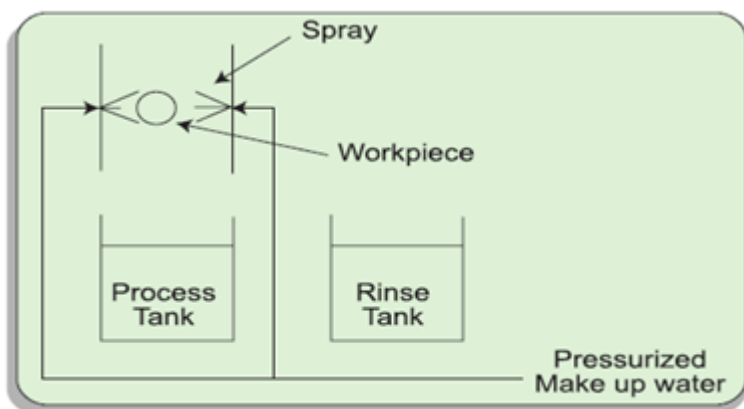 Spray
Workpiece
Process
Tank
Rinse
Tank
Pressurized
Make up water